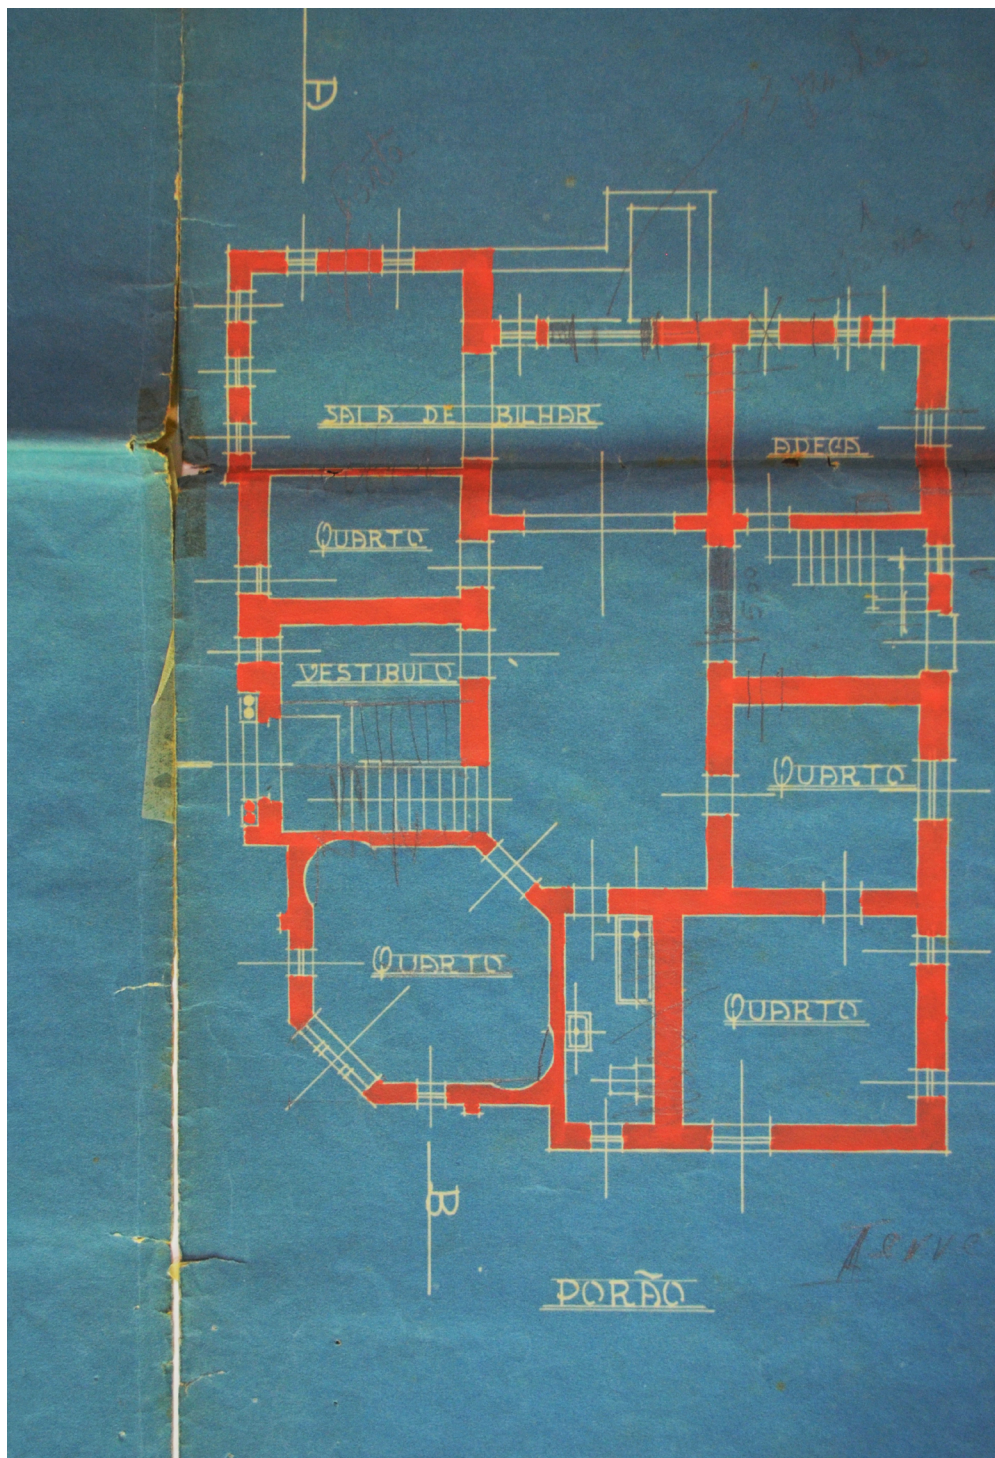 D
SALA DE BILHAR
ADEGA
QUARTO
VESTIBULO
QUARTO
QUARTO
QUARTO
B
PORÃO